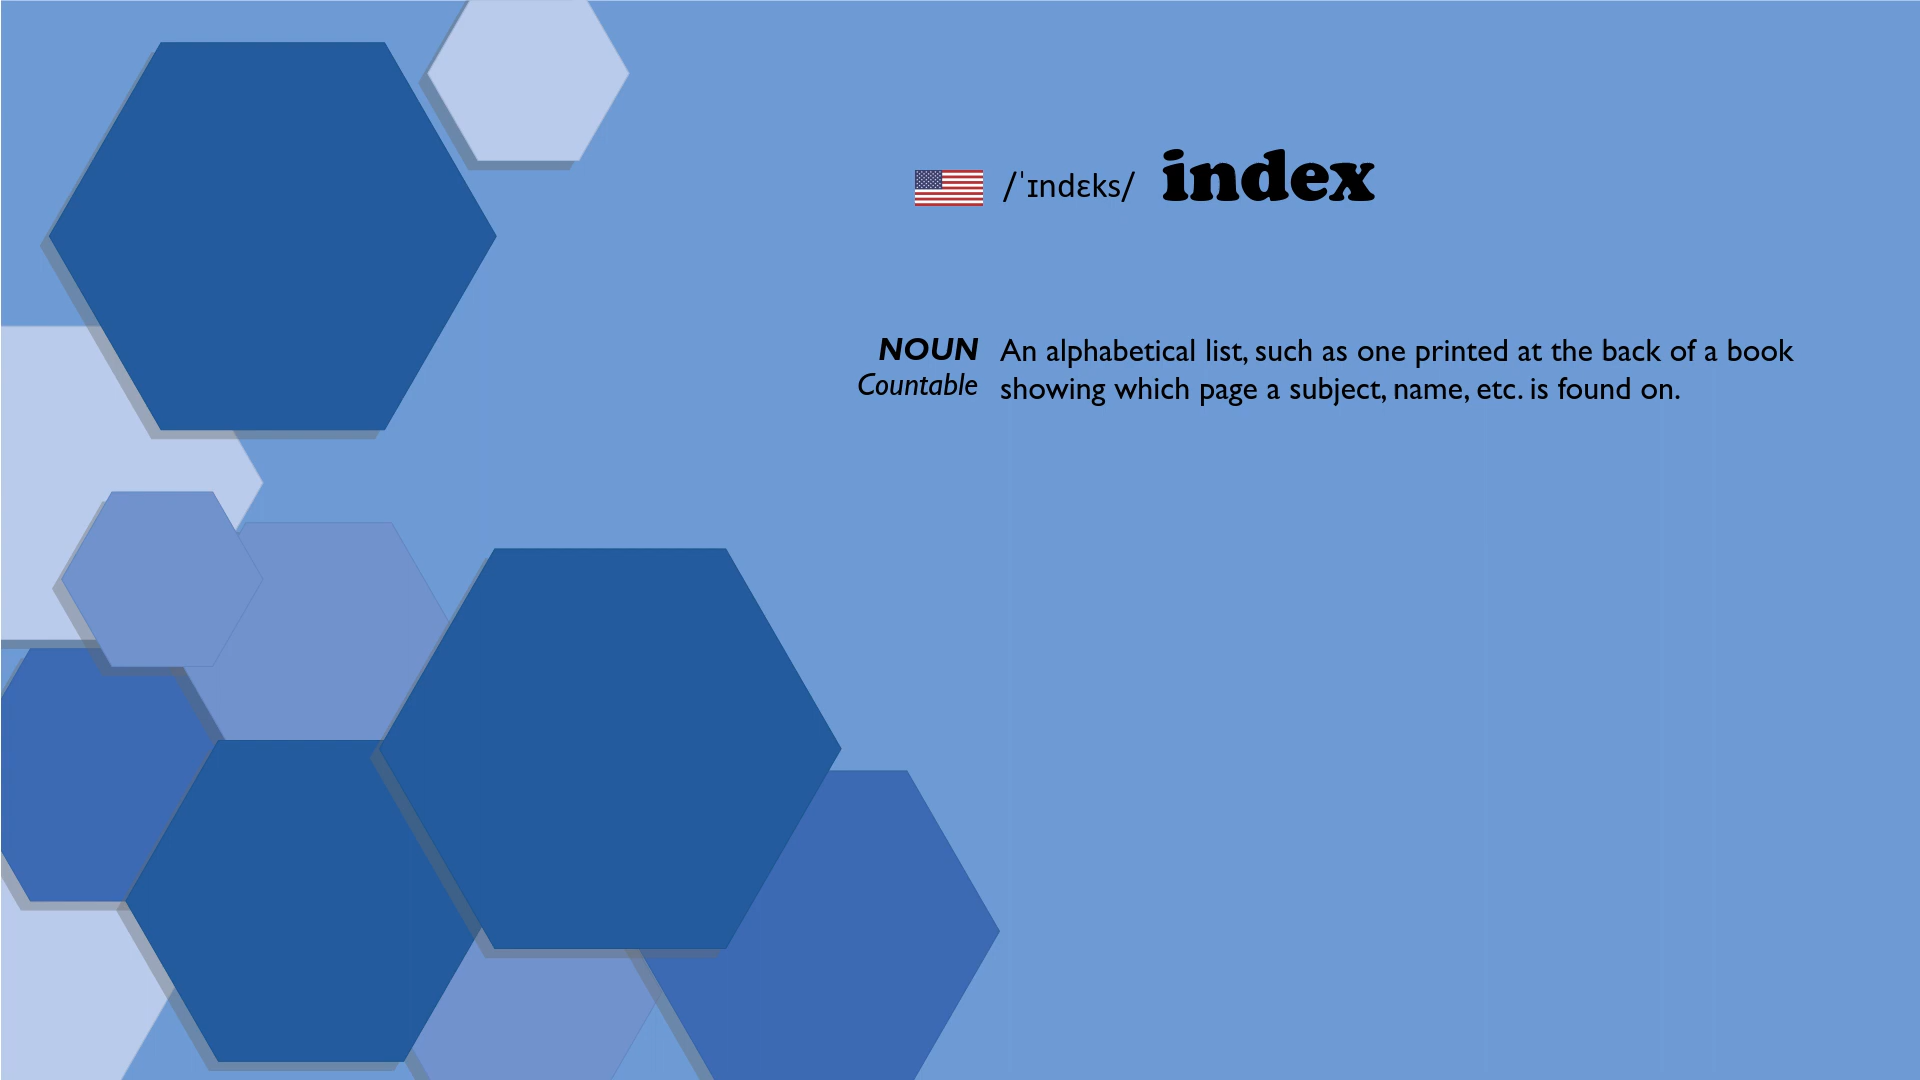 /ˈɪndɛks/ index
NOUN An alphabetical list, such as one printed at the back of a book
Countable showing which page a subject, name, etc. is found on.